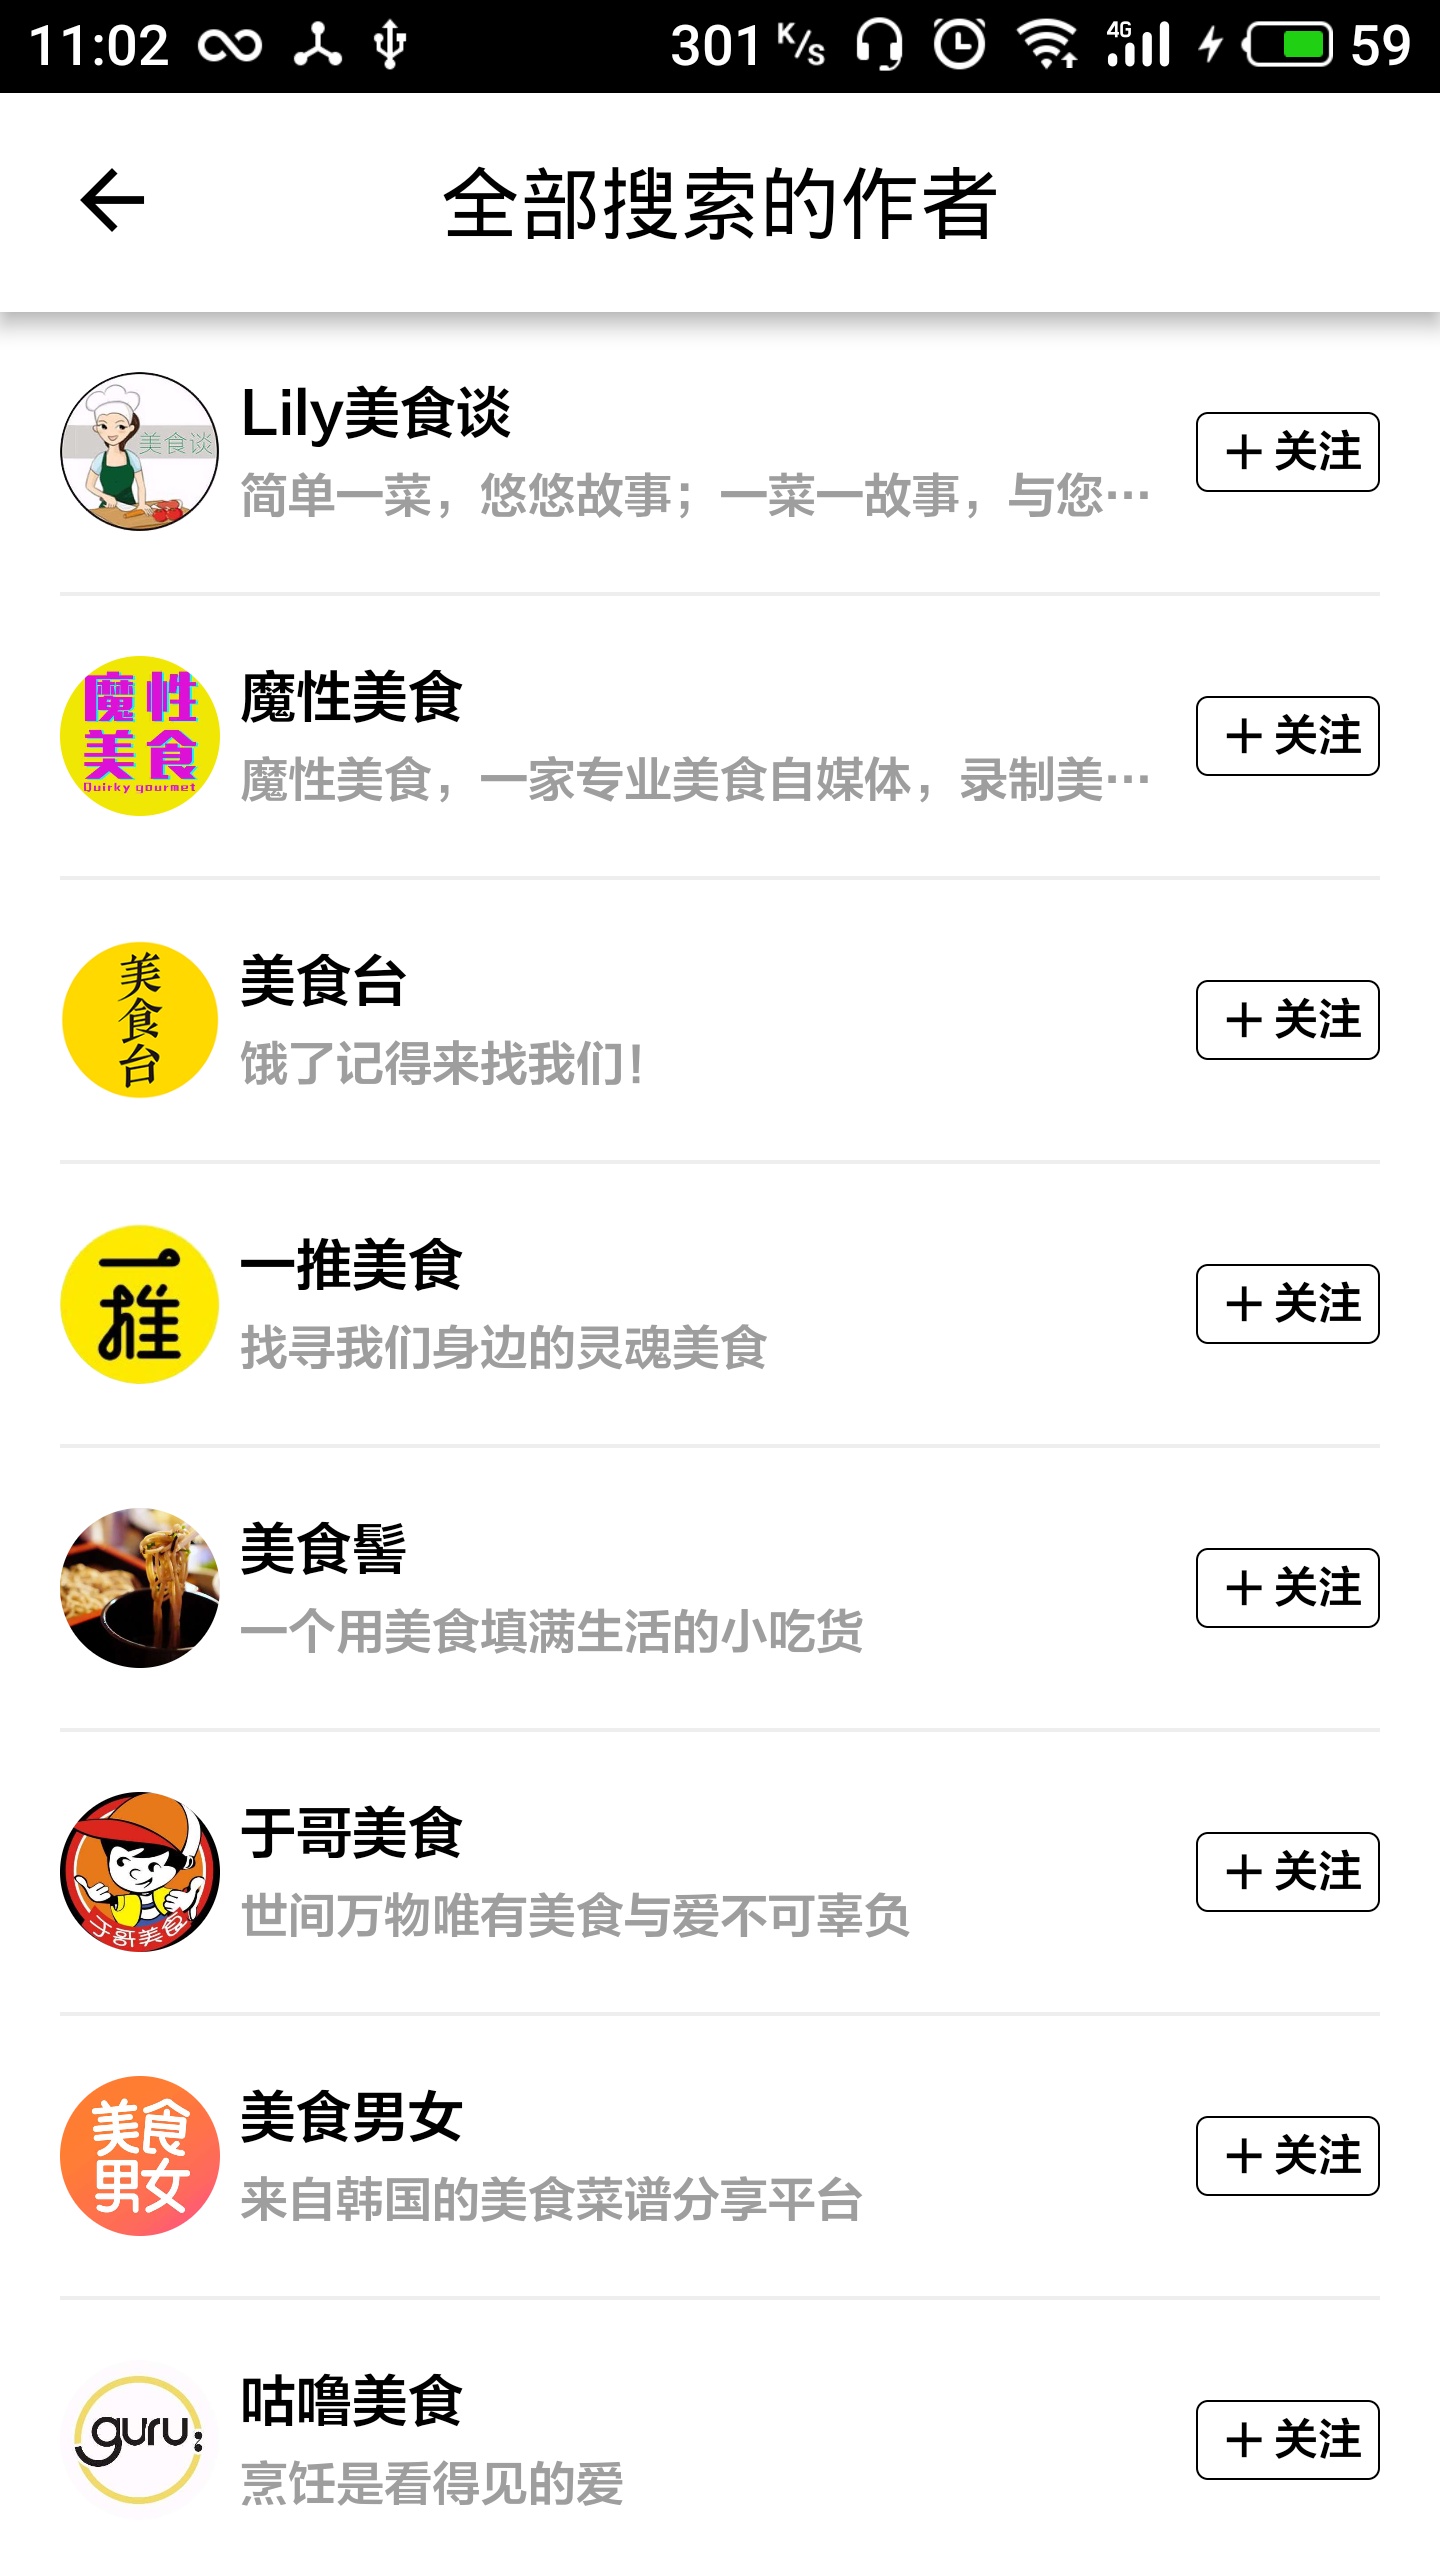 11:02 301 K/s 4G 59
全部搜索的作者
美食谈
Lily美食谈
简单一菜，悠悠故事；一菜一故事，与您…
＋ 关注
魔性
美食
Quirky gourmet
魔性美食
魔性美食，一家专业美食自媒体，录制美…
＋ 关注
美食台
美食台
饿了记得来找我们！
＋ 关注
一推
一推美食
找寻我们身边的灵魂美食
＋ 关注
美食髻
一个用美食填满生活的小吃货
＋ 关注
于哥美食
于哥美食
世间万物唯有美食与爱不可辜负
＋ 关注
美食
男女
美食男女
来自韩国的美食菜谱分享平台
＋ 关注
guru;
咕噜美食
烹饪是看得见的爱
＋ 关注